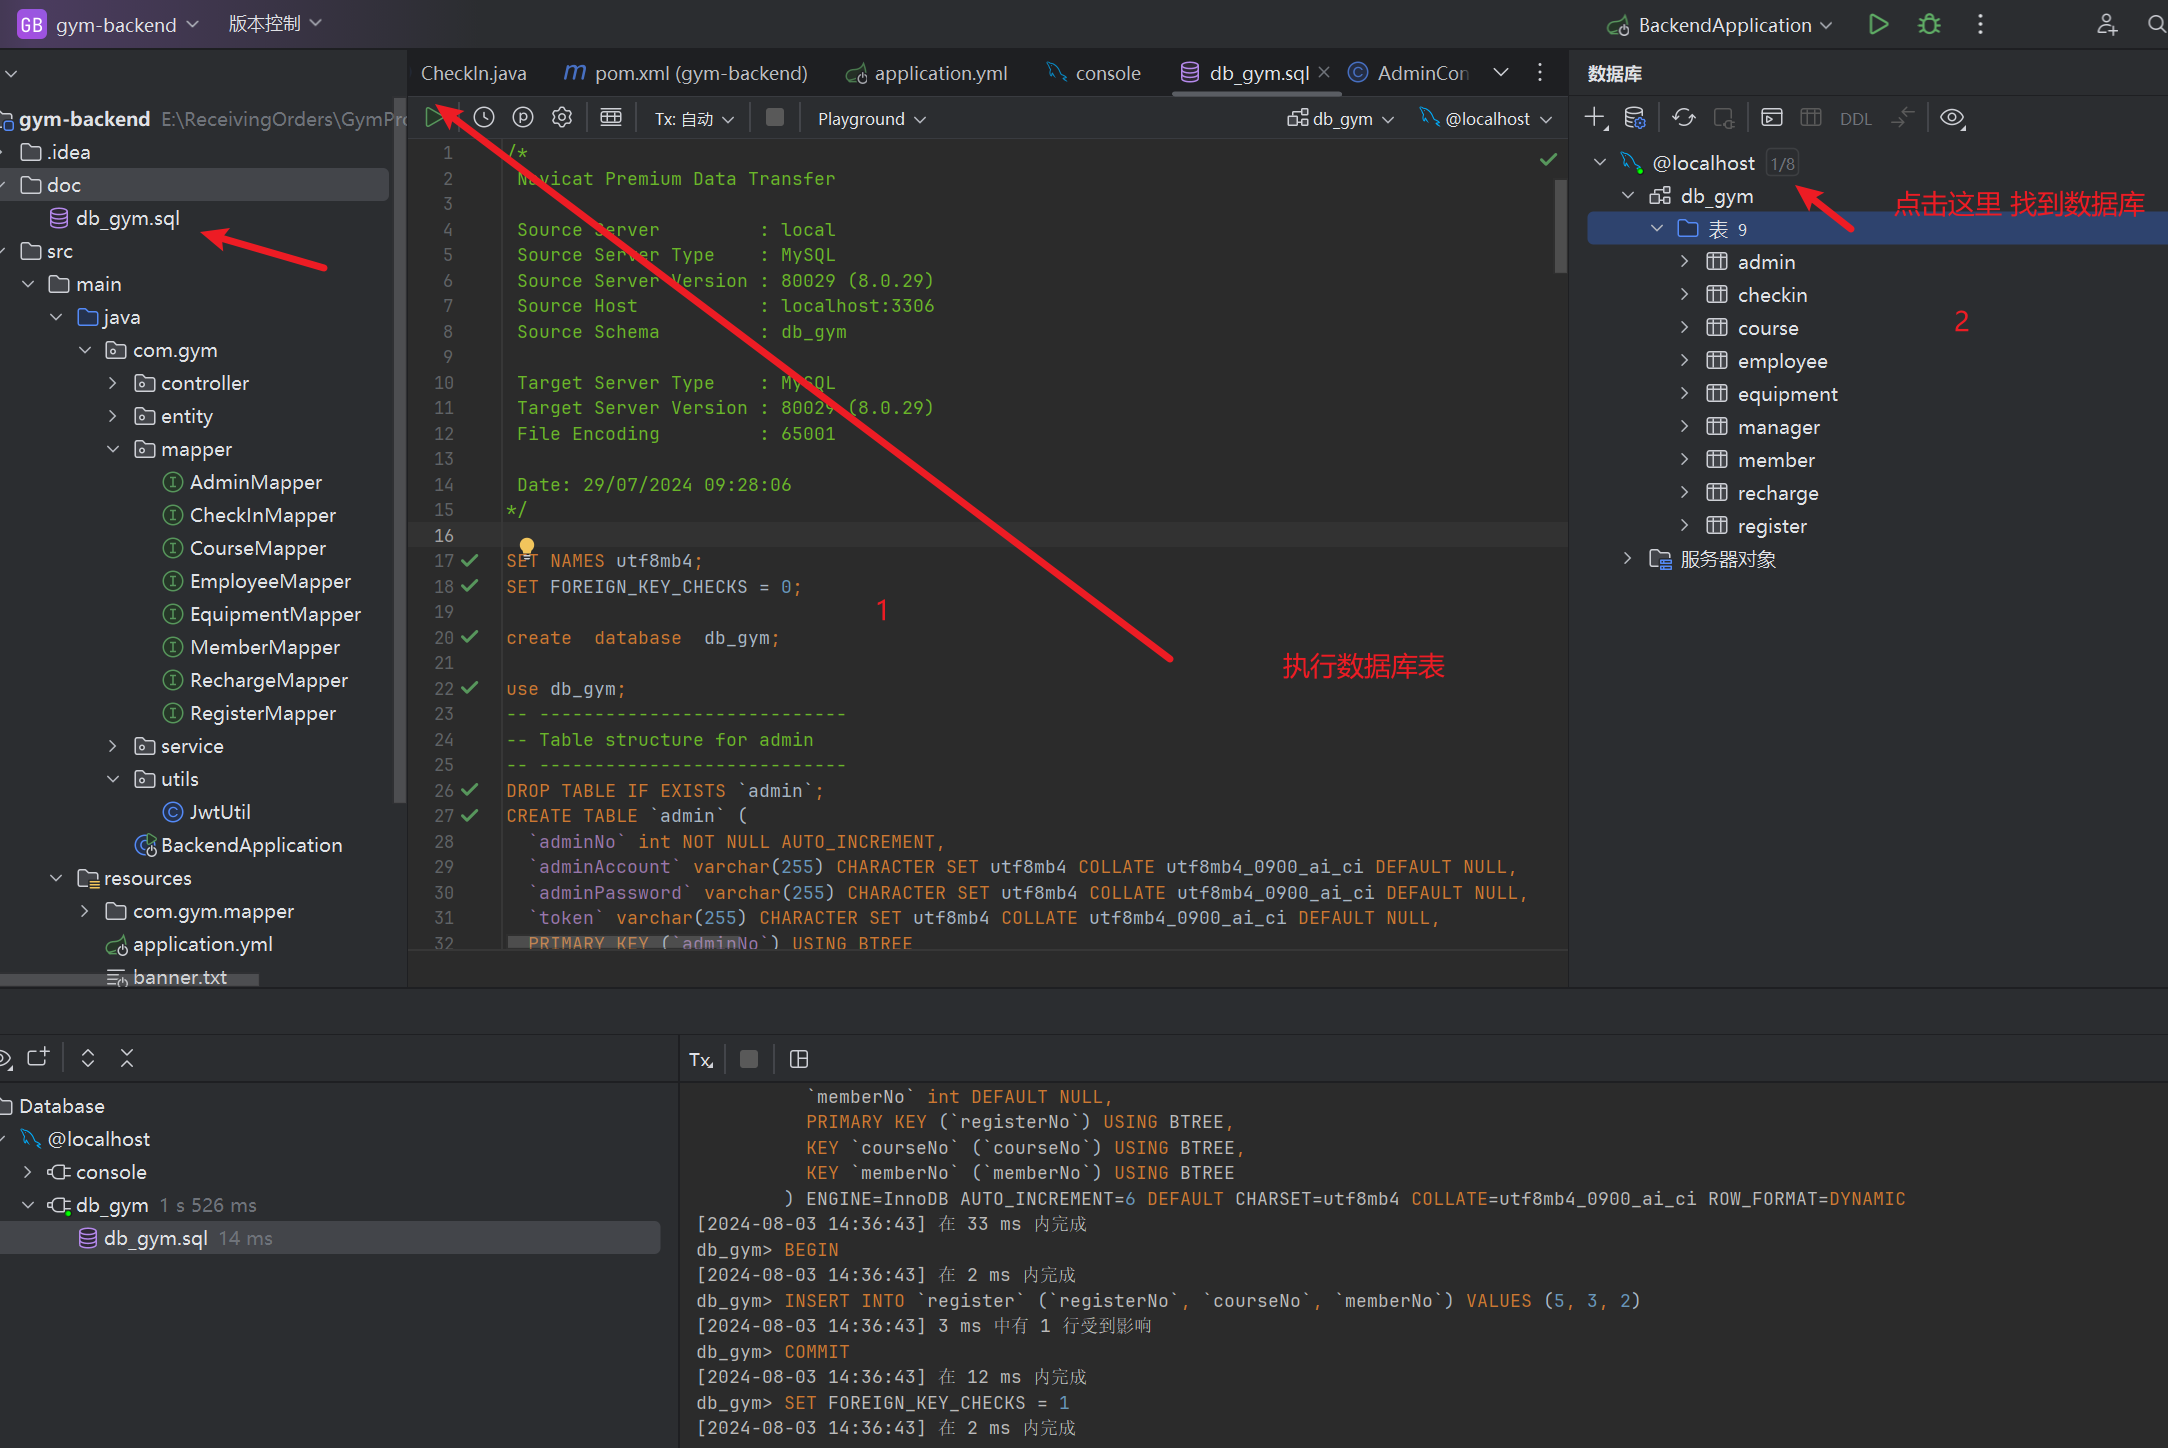 GB gym-backend 版本控制 BackendApplication
CheckIn.java pom.xml (gym-backend) application.yml console db_gym.sql AdminCon 数据库
gym-backend E:\ReceivingOrders\GymPro
.idea
doc
db_gym.sql
src
main
java
com.gym
controller
entity
mapper
AdminMapper
CheckInMapper
CourseMapper
EmployeeMapper
EquipmentMapper
MemberMapper
RechargeMapper
RegisterMapper
service
utils
JwtUtil
BackendApplication
resources
com.gym.mapper
application.yml
banner.txt
Tx: 自动 Playground db_gym @localhost
1 /*
2 Navicat Premium Data Transfer
3
4 Source Server : local
5 Source Server Type : MySQL
6 Source Server Version : 80029 (8.0.29)
7 Source Host : localhost:3306
8 Source Schema : db_gym
9
10 Target Server Type : MySQL
11 Target Server Version : 80029 (8.0.29)
12 File Encoding : 65001
13
14 Date: 29/07/2024 09:28:06
15 */
16
17 SET NAMES utf8mb4;
18 SET FOREIGN_KEY_CHECKS = 0;
19
20 create database db_gym;
21
22 use db_gym;
23 -- ----------------------------
24 -- Table structure for admin
25 -- ----------------------------
26 DROP TABLE IF EXISTS `admin`;
27 CREATE TABLE `admin` (
28 `adminNo` int NOT NULL AUTO_INCREMENT,
29 `adminAccount` varchar(255) CHARACTER SET utf8mb4 COLLATE utf8mb4_0900_ai_ci DEFAULT NULL,
30 `adminPassword` varchar(255) CHARACTER SET utf8mb4 COLLATE utf8mb4_0900_ai_ci DEFAULT NULL,
31 `token` varchar(255) CHARACTER SET utf8mb4 COLLATE utf8mb4_0900_ai_ci DEFAULT NULL,
32 PRIMARY KEY (`adminNo`) USING BTREE
1
执行数据库表
DDL
@localhost 1/8
db_gym
点击这里 找到数据库
表 9
admin
checkin
course
employee
equipment
manager
member
recharge
register
服务器对象
2
Database
@localhost
console
db_gym 1 s 526 ms
db_gym.sql 14 ms
Tx
`memberNo` int DEFAULT NULL,
PRIMARY KEY (`registerNo`) USING BTREE,
KEY `courseNo` (`courseNo`) USING BTREE,
KEY `memberNo` (`memberNo`) USING BTREE
) ENGINE=InnoDB AUTO_INCREMENT=6 DEFAULT CHARSET=utf8mb4 COLLATE=utf8mb4_0900_ai_ci ROW_FORMAT=DYNAMIC
[2024-08-03 14:36:43] 在 33 ms 内完成
db_gym> BEGIN
[2024-08-03 14:36:43] 在 2 ms 内完成
db_gym> INSERT INTO `register` (`registerNo`, `courseNo`, `memberNo`) VALUES (5, 3, 2)
[2024-08-03 14:36:43] 3 ms 中有 1 行受到影响
db_gym> COMMIT
[2024-08-03 14:36:43] 在 12 ms 内完成
db_gym> SET FOREIGN_KEY_CHECKS = 1
[2024-08-03 14:36:43] 在 2 ms 内完成